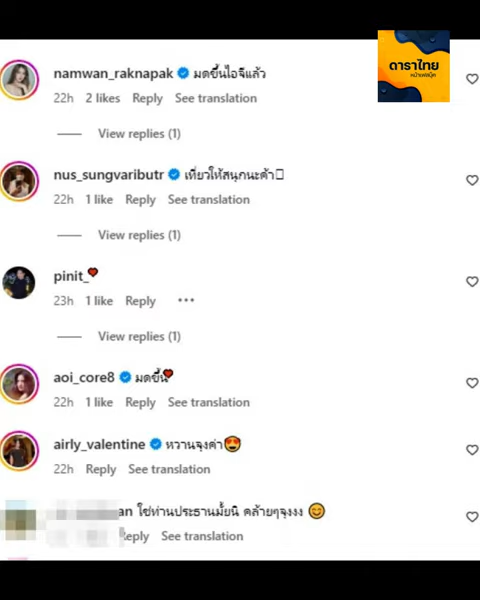 ดาราไทย
หน้าเฟสบุ๊ค
namwan_raknapak มดขึ้นไอจีแล้ว
22h 2 likes Reply See translation
View replies (1)
nus_sungvaributr เที่ยวให้สนุกนะค้า
22h 1 like Reply See translation
View replies (1)
pinit_
23h 1 like Reply
View replies (1)
aoi_core8 มดขึ้น
22h 1 like Reply See translation
View replies (1)
airly_valentine หวานจุงค่า😍
22h Reply See translation
an ใช่ท่านประธานมั้ยนิ คล้ายๆจุงงง 😊
Reply See translation